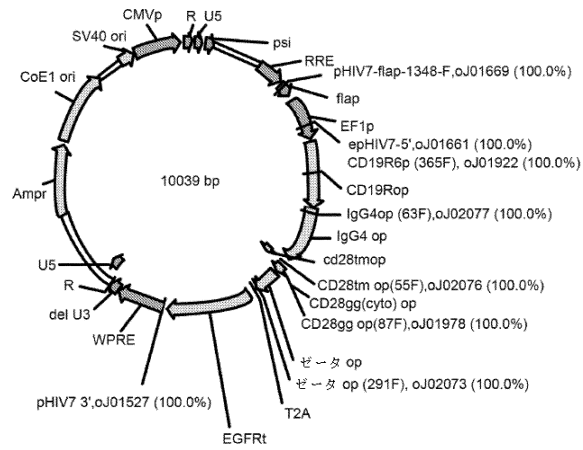 CMVp
R
U5
SV40 ori
psi
RRE
CoE1 ori
pHIV7-flap-1348-F,oJ01669 (100.0%)
flap
EF1p
epHIV7-5',oJ01661 (100.0%)
10039 bp
CD19R6p (365F), oJ01922 (100.0%)
Ampr
CD19Rop
IgG4op (63F),oJ02077 (100.0%)
IgG4 op
cd28tmop
U5
CD28tm op(55F),oJ02076 (100.0%)
R
CD28gg(cyto) op
del U3
CD28gg op(87F),oJ01978 (100.0%)
WPRE
ゼータ op
ゼータ op (291F), oJ02073 (100.0%)
pHIV7 3',oJ01527 (100.0%)
T2A
EGFRt